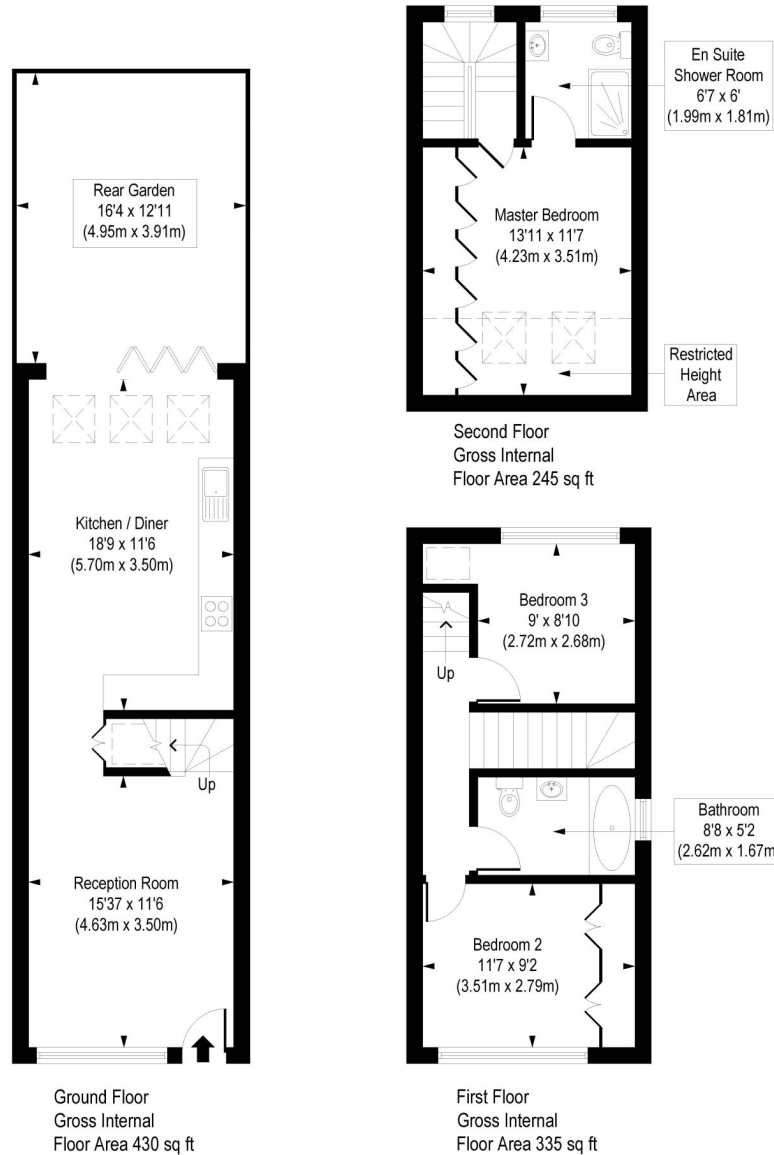 Rear Garden
16'4 x 12'11
(4.95m x 3.91m)
Kitchen / Diner
18'9 x 11'6
(5.70m x 3.50m)
Up
Reception Room
15'37 x 11'6
(4.63m x 3.50m)
Ground Floor
Gross Internal
Floor Area 430 sq ft
En Suite
Shower Room
6'7 x 6'
(1.99m x 1.81m)
Master Bedroom
13'11 x 11'7
(4.23m x 3.51m)
Restricted
Height
Area
Second Floor
Gross Internal
Floor Area 245 sq ft
Bedroom 3
9' x 8'10
(2.72m x 2.68m)
Up
Bathroom
8'8 x 5'2
(2.62m x 1.67m
Bedroom 2
11'7 x 9'2
(3.51m x 2.79m)
First Floor
Gross Internal
Floor Area 335 sq ft